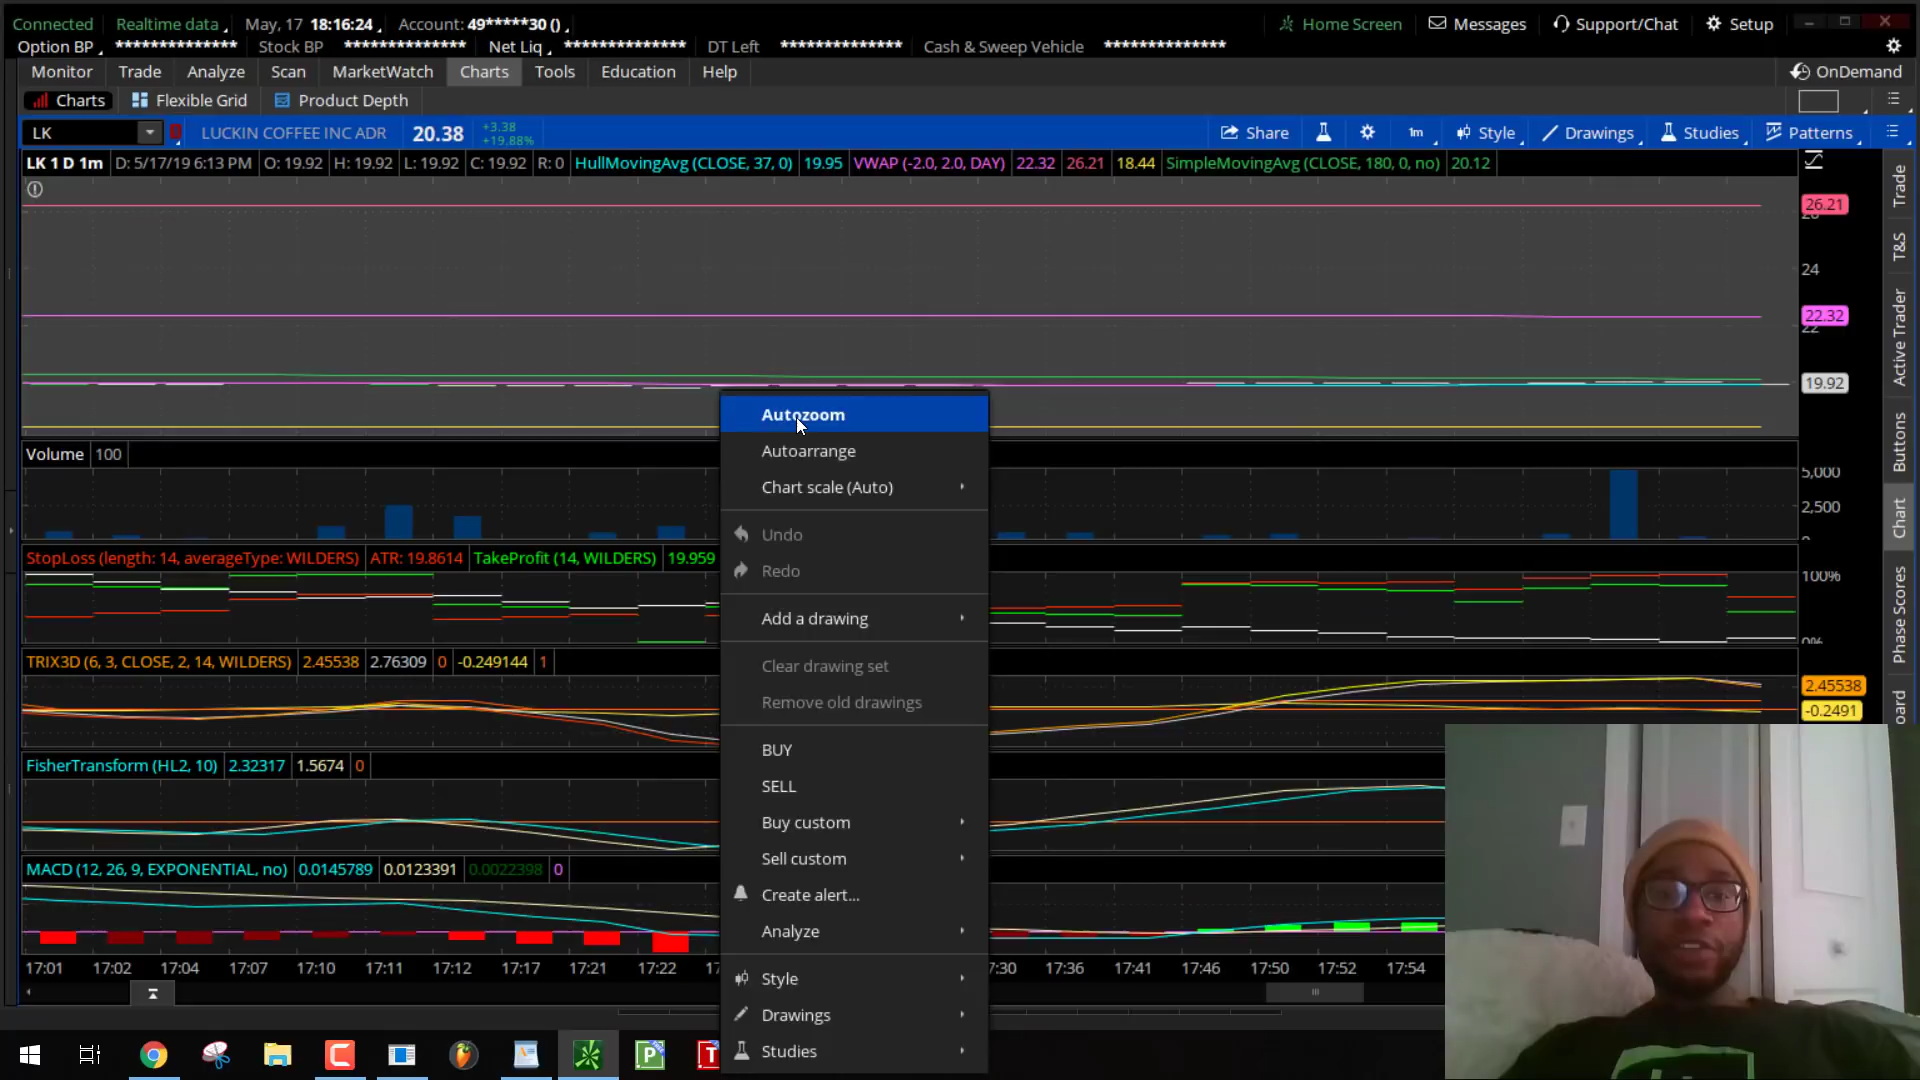 Connected Realtime data May, 17 18:16:24 Account: 49*****30 () Home Screen Messages Support/Chat Setup
Option BP ************** Stock BP ************** Net Liq ************** DT Left ************** Cash & Sweep Vehicle **************
Monitor Trade Analyze Scan MarketWatch Charts Tools Education Help OnDemand
Charts Flexible Grid Product Depth
LK LUCKIN COFFEE INC ADR 20.38 +3.38 +19.88% Share 1m Style Drawings Studies Patterns
LK 1 D 1m D: 5/17/19 6:13 PM O: 19.92 H: 19.92 L: 19.92 C: 19.92 R: 0 HullMovingAvg (CLOSE, 37, 0) 19.95 VWAP (-2.0, 2.0, DAY) 22.32 26.21 18.44 SimpleMovingAvg (CLOSE, 180, 0, no) 20.12
26.21
24
22.32
22
19.92
Trade
T&S
Active Trader
Buttons
Chart
Phase Scores
Autozoom
Autoarrange
Chart scale (Auto)
Undo
Redo
Add a drawing
Clear drawing set
Remove old drawings
BUY
SELL
Buy custom
Sell custom
Create alert...
Analyze
Style
Drawings
Studies
Volume 100
5,000
2,500
0
StopLoss (length: 14, averageType: WILDERS) ATR: 19.8614 TakeProfit (14, WILDERS) 19.959
100%
0%
TRIX3D (6, 3, CLOSE, 2, 14, WILDERS) 2.45538 2.76309 0 -0.249144 1
2.45538
-0.2491
FisherTransform (HL2, 10) 2.32317 1.5674 0
MACD (12, 26, 9, EXPONENTIAL, no) 0.0145789 0.0123391 0.0022398 0
17:01 17:02 17:04 17:07 17:10 17:11 17:12 17:17 17:21 17:22 7:30 17:36 17:41 17:46 17:50 17:52 17:54
P T